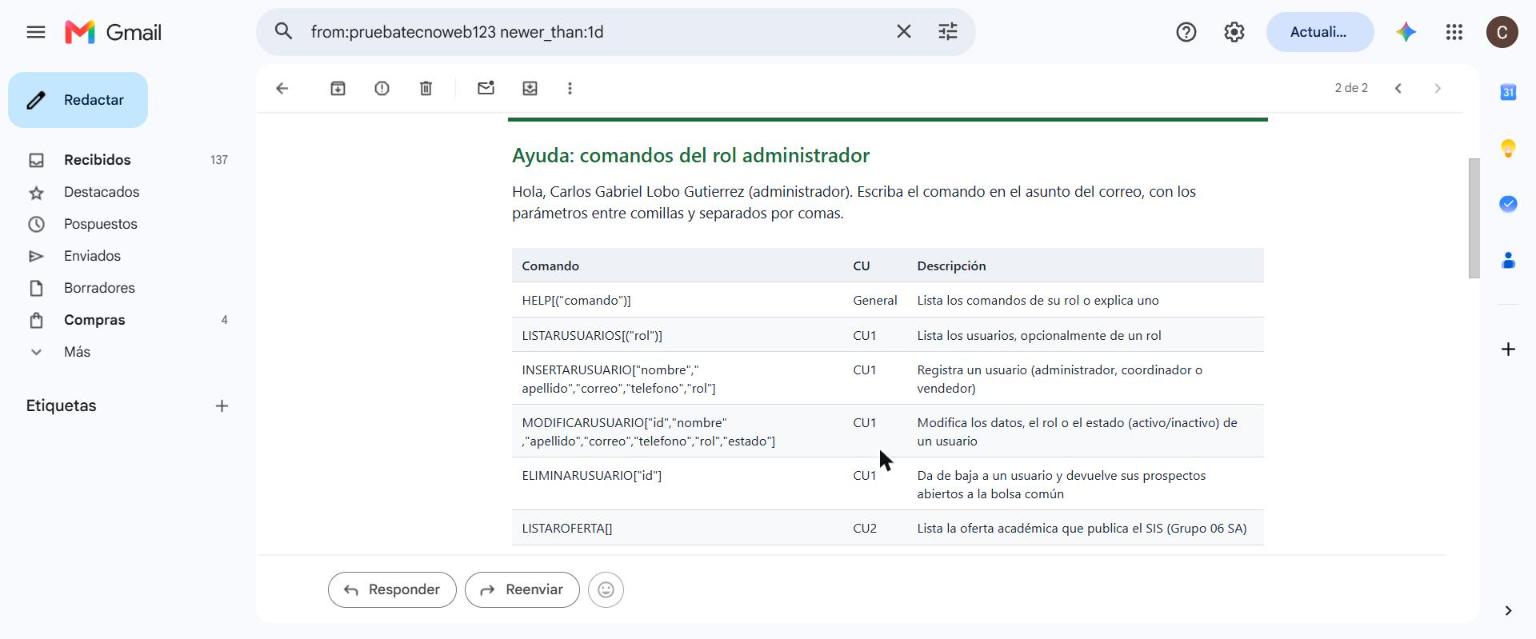 Gmail
from:pruebatecnoweb123 newer_than:1d
Actuali...
C
Redactar
2 de 2
31
Recibidos 137
Destacados
Pospuestos
Enviados
Borradores
Compras 4
Más
Etiquetas
Ayuda: comandos del rol administrador
Hola, Carlos Gabriel Lobo Gutierrez (administrador). Escriba el comando en el asunto del correo, con los
parámetros entre comillas y separados por comas.
Comando CU Descripción
HELP[("comando")] General Lista los comandos de su rol o explica uno
LISTARUSUARIOS[("rol")] CU1 Lista los usuarios, opcionalmente de un rol
INSERTARUSUARIO["nombre","
apellido","correo","telefono","rol"] CU1 Registra un usuario (administrador, coordinador o
vendedor)
MODIFICARUSUARIO["id","nombre"
,"apellido","correo","telefono","rol","estado"] CU1 Modifica los datos, el rol o el estado (activo/inactivo) de
un usuario
ELIMINARUSUARIO["id"] CU1 Da de baja a un usuario y devuelve sus prospectos
abiertos a la bolsa común
LISTAROFERTA[] CU2 Lista la oferta académica que publica el SIS (Grupo 06 SA)
Responder
Reenviar